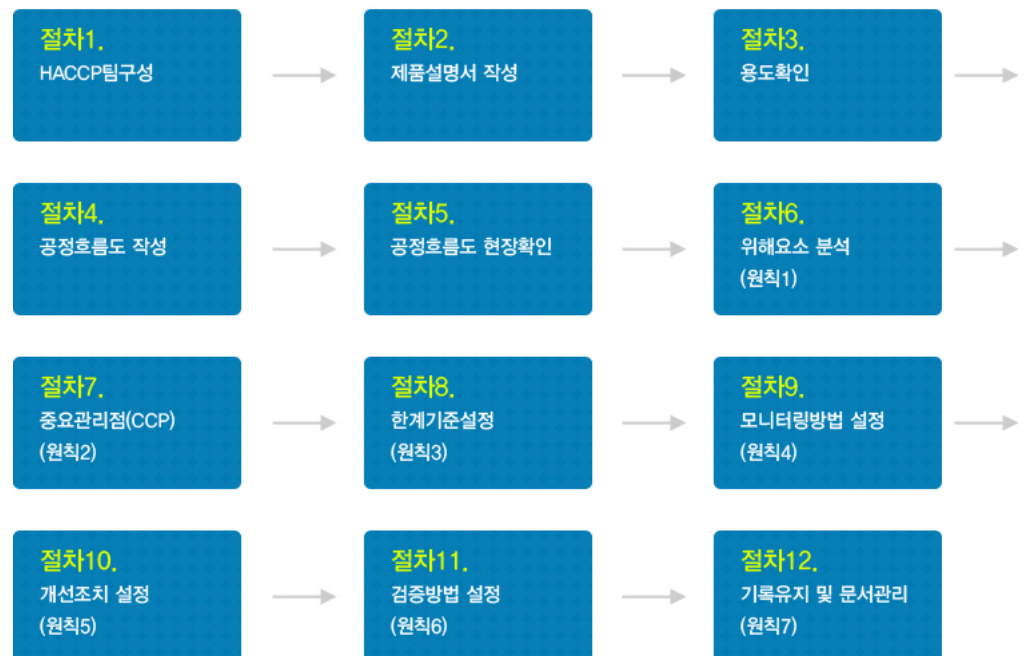 절차1.
HACCP팀구성
절차2.
제품설명서 작성
절차3.
용도확인
절차4.
공정흐름도 작성
절차5.
공정흐름도 현장확인
절차6.
위해요소 분석
(원칙1)
절차7.
중요관리점(CCP)
(원칙2)
절차8.
한계기준설정
(원칙3)
절차9.
모니터링방법 설정
(원칙4)
절차10.
개선조치 설정
(원칙5)
절차11.
검증방법 설정
(원칙6)
절차12.
기록유지 및 문서관리
(원칙7)